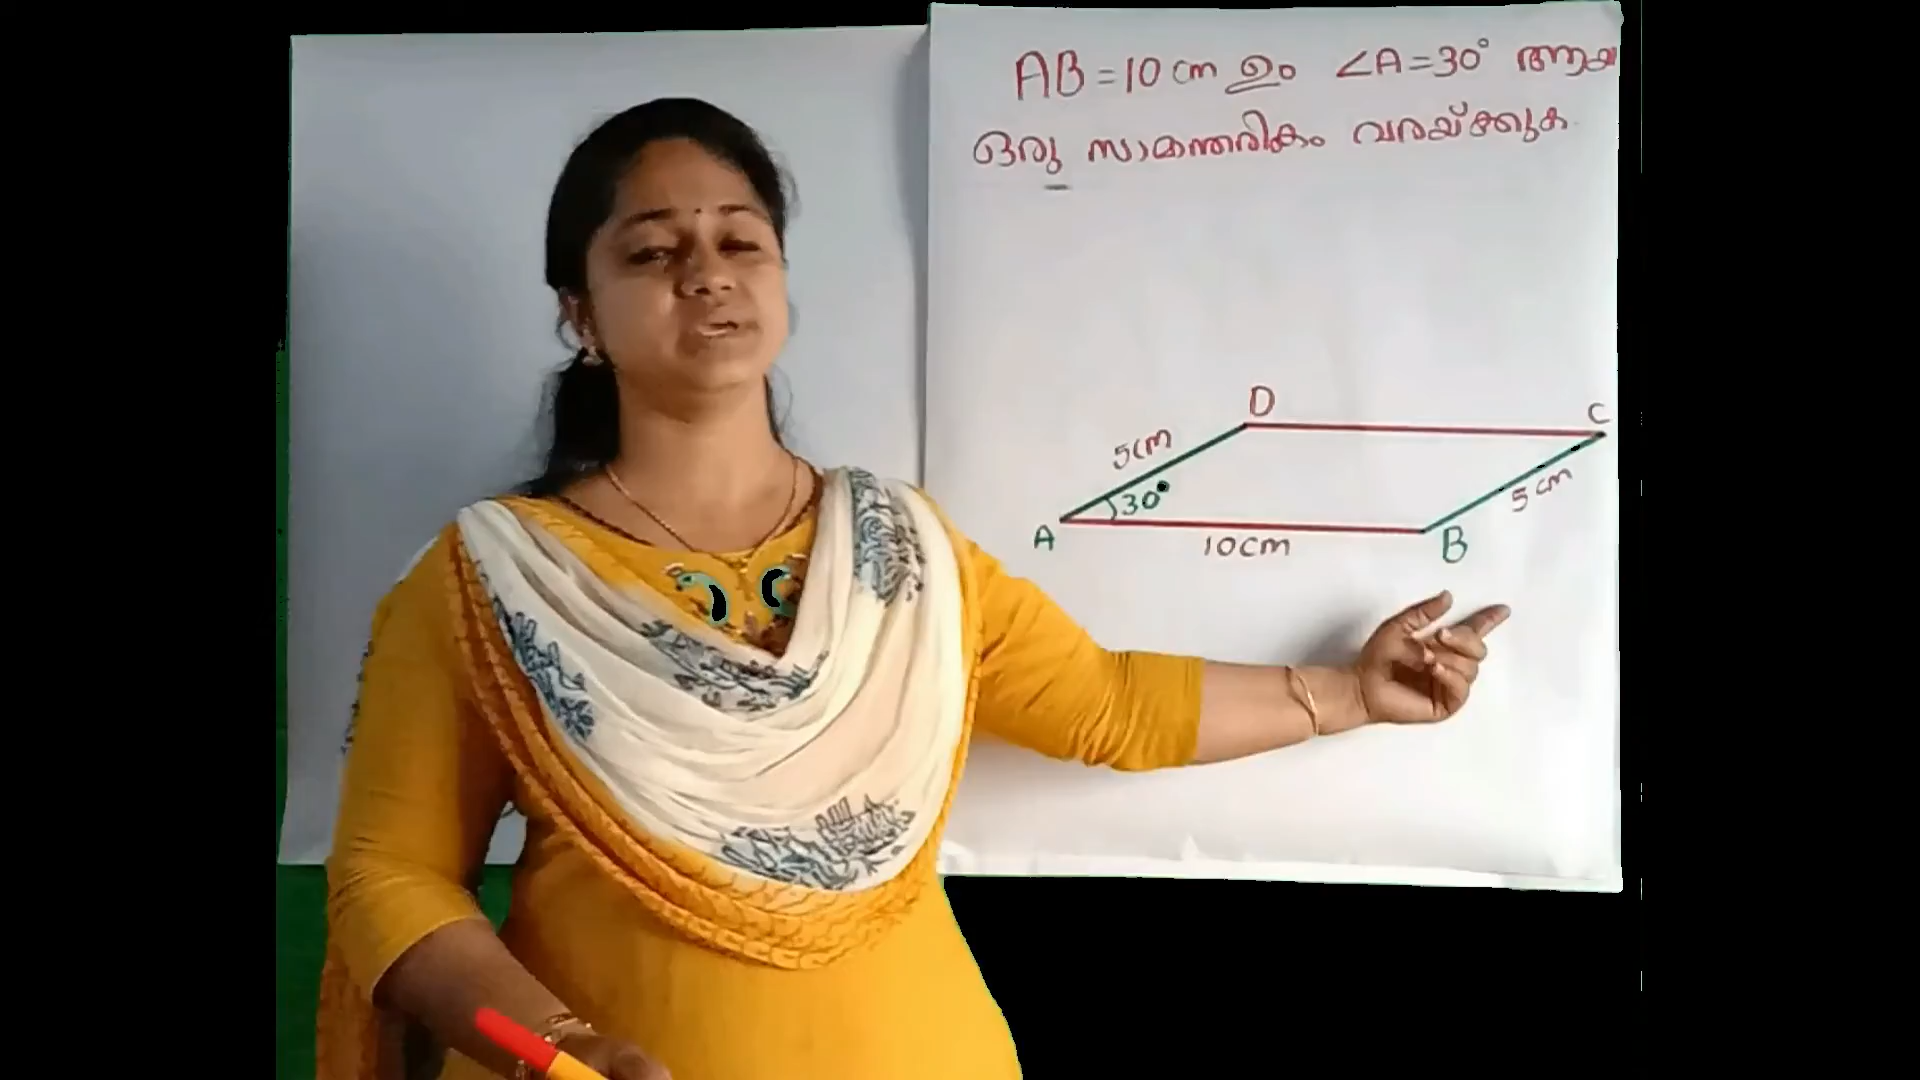 AB = 10 cm ഉം ∠A = 30° ആയ
ഒരു സാമാന്തരികം വരയ്ക്കുക.
D
C
5cm
30°
5 cm
A
10cm
B